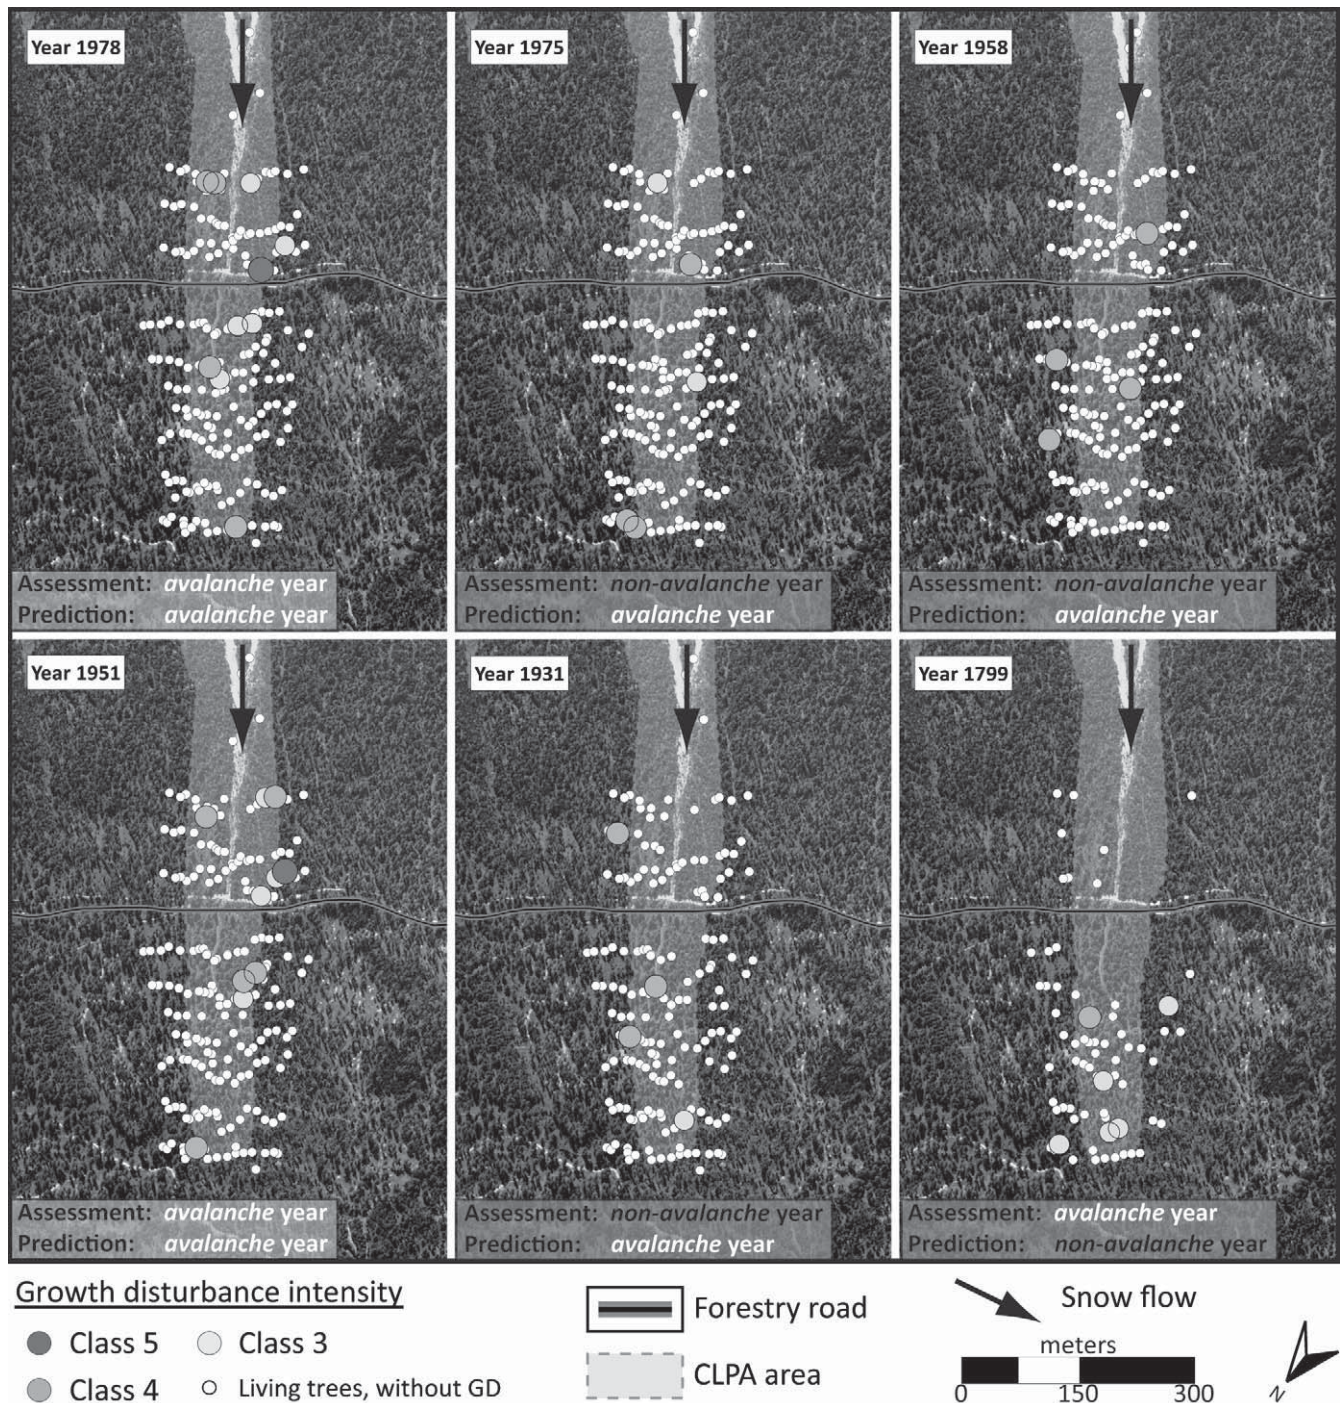 Year 1978
Year 1975
Year 1958
Assessment: avalanche year
Prediction: avalanche year
Assessment: non-avalanche year
Prediction: avalanche year
Assessment: non-avalanche year
Prediction: avalanche year
Year 1951
Year 1931
Year 1799
Assessment: avalanche year
Prediction: avalanche year
Assessment: non-avalanche year
Prediction: avalanche year
Assessment: avalanche year
Prediction: non-avalanche year
Growth disturbance intensity
Class 5
Class 3
Class 4
Living trees, without GD
Forestry road
CLPA area
Snow flow
meters
0 150 300
N